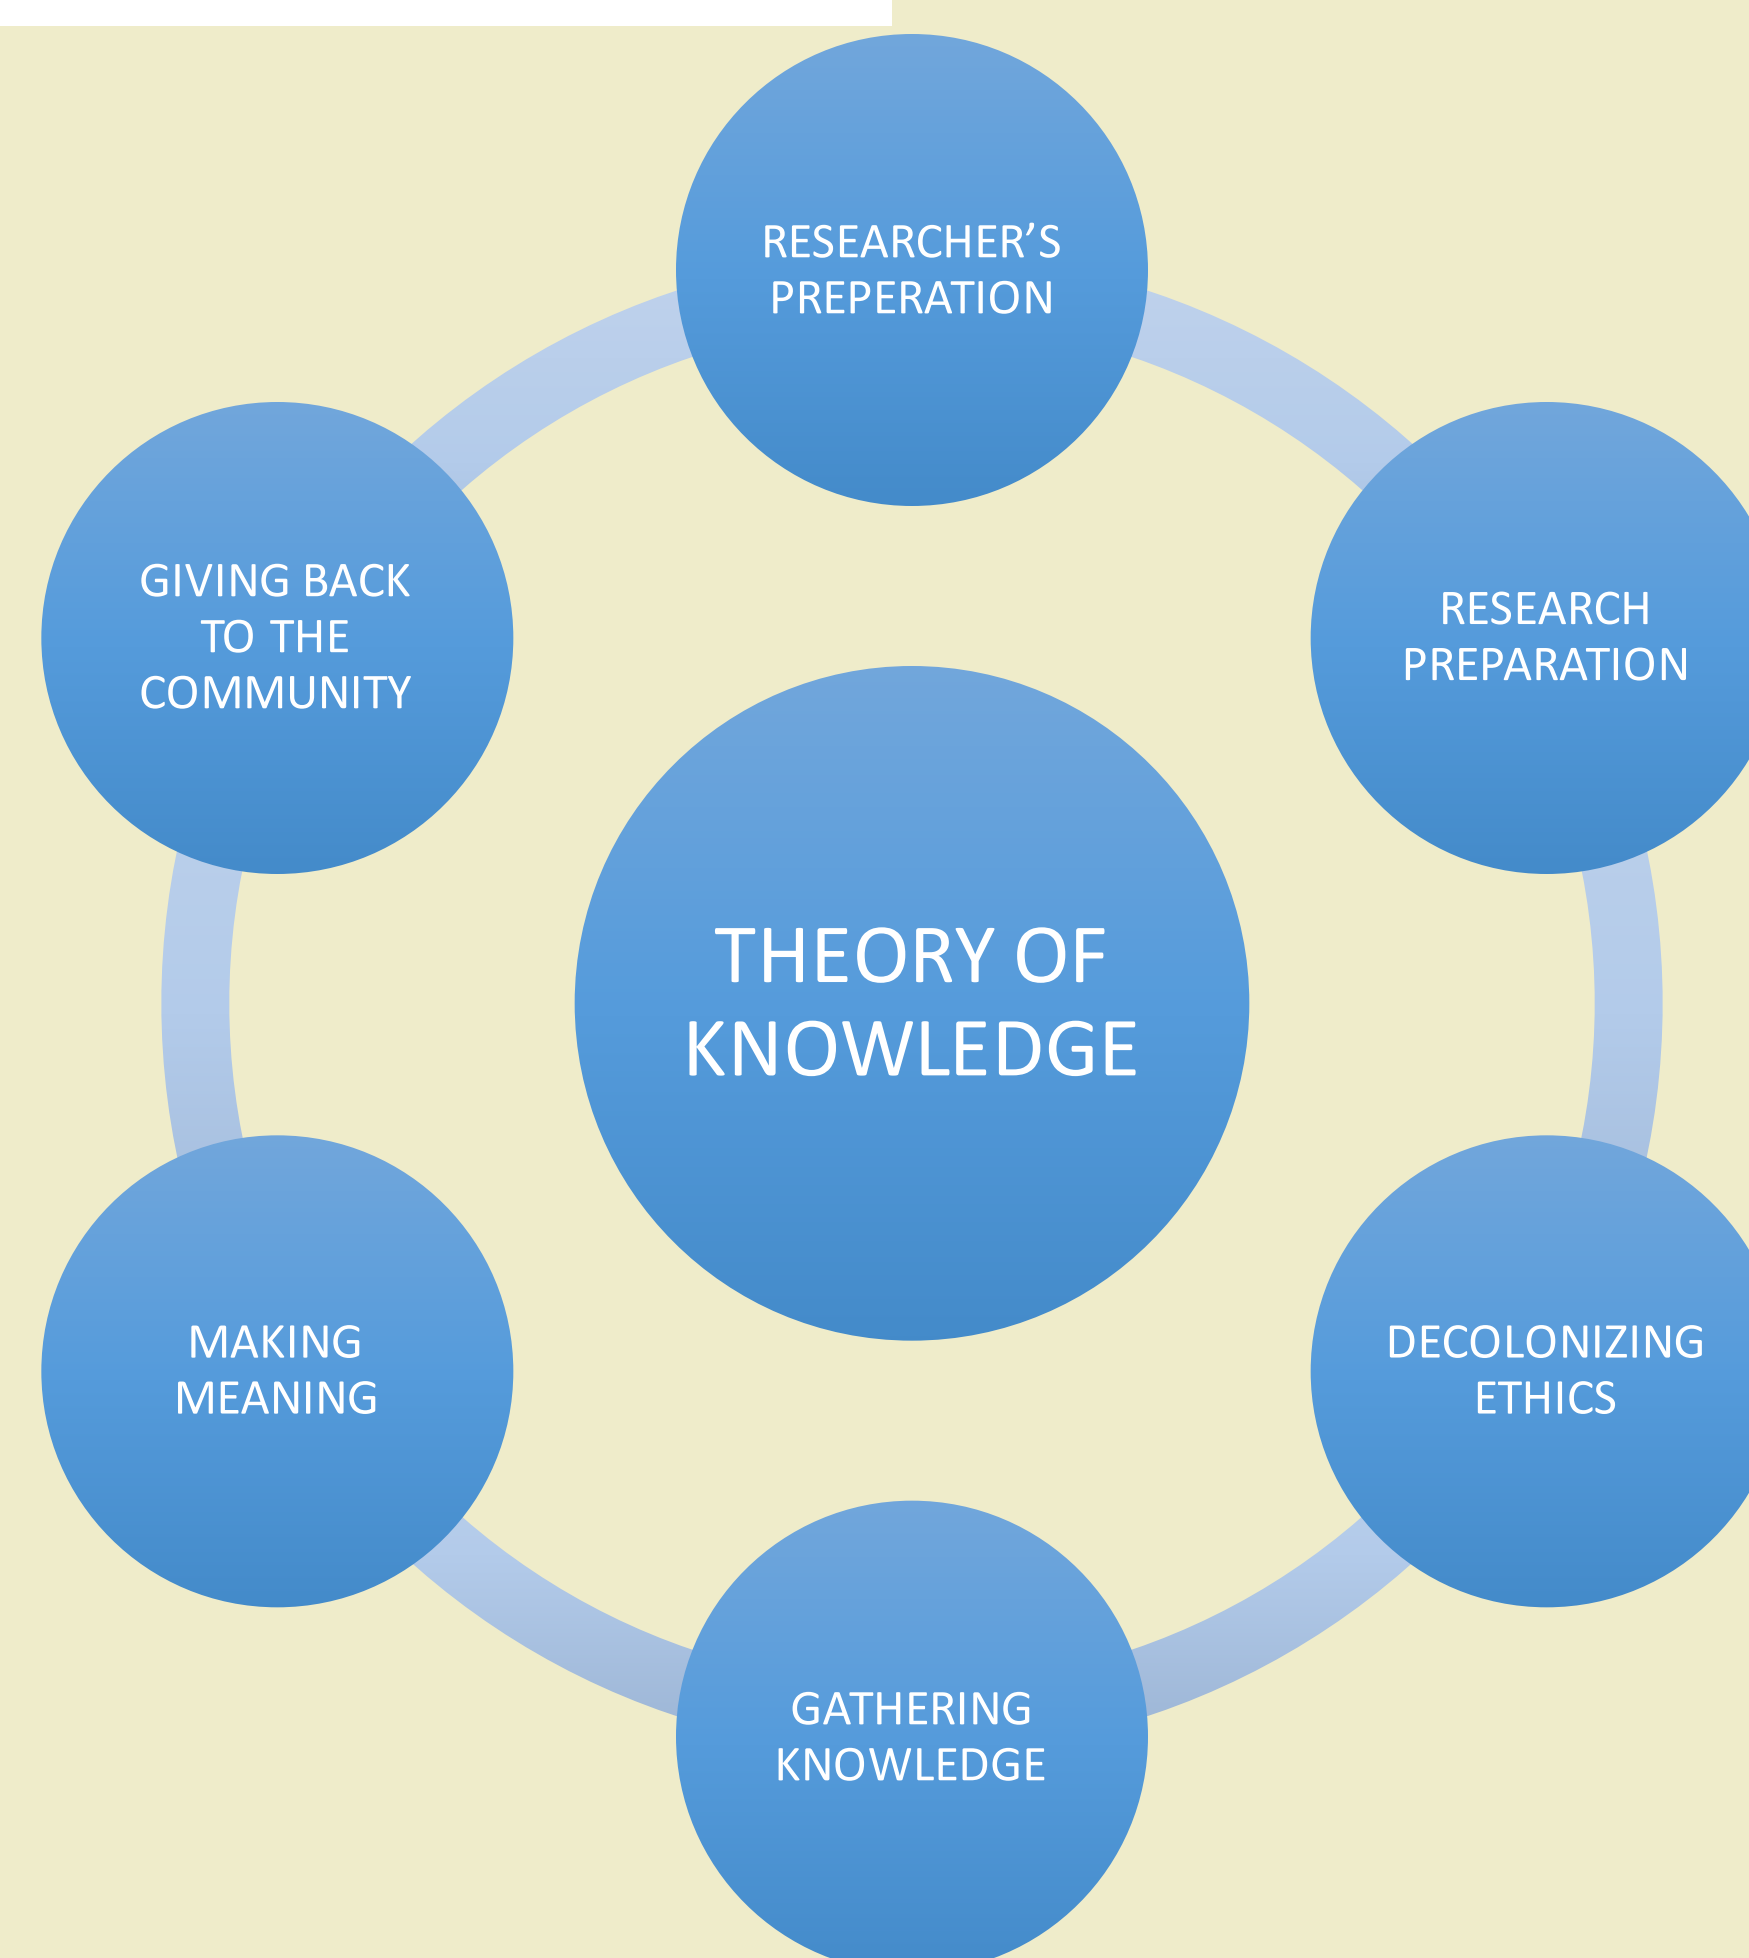 RESEARCHER’S
PREPERATION
RESEARCH
PREPARATION
DECOLONIZING
ETHICS
GATHERING
KNOWLEDGE
MAKING
MEANING
GIVING BACK
TO THE
COMMUNITY
THEORY OF
KNOWLEDGE